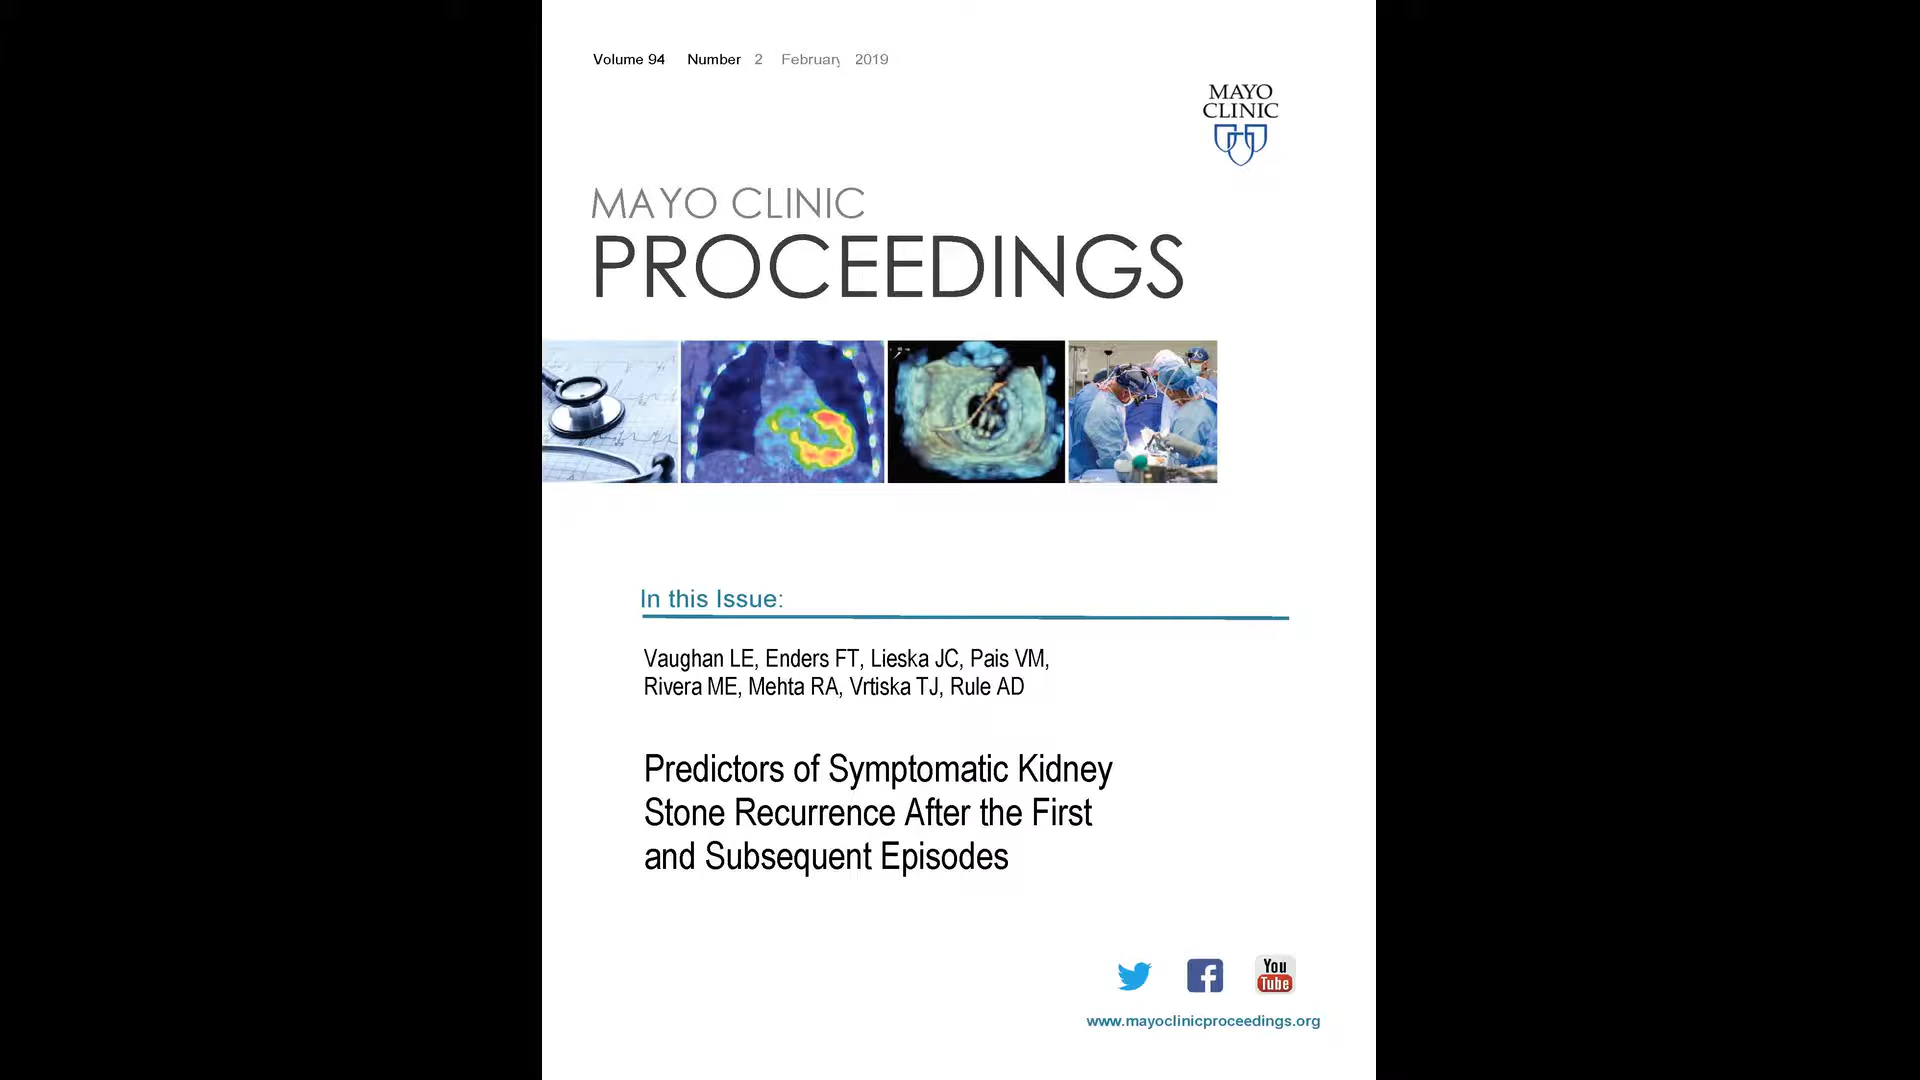 Volume 94 Number 2 February 2019
MAYO
CLINIC
MAYO CLINIC
PROCEEDINGS
In this Issue:
Vaughan LE, Enders FT, Lieska JC, Pais VM,
Rivera ME, Mehta RA, Vrtiska TJ, Rule AD
Predictors of Symptomatic Kidney
Stone Recurrence After the First
and Subsequent Episodes
You
Tube
www.mayoclinicproceedings.org